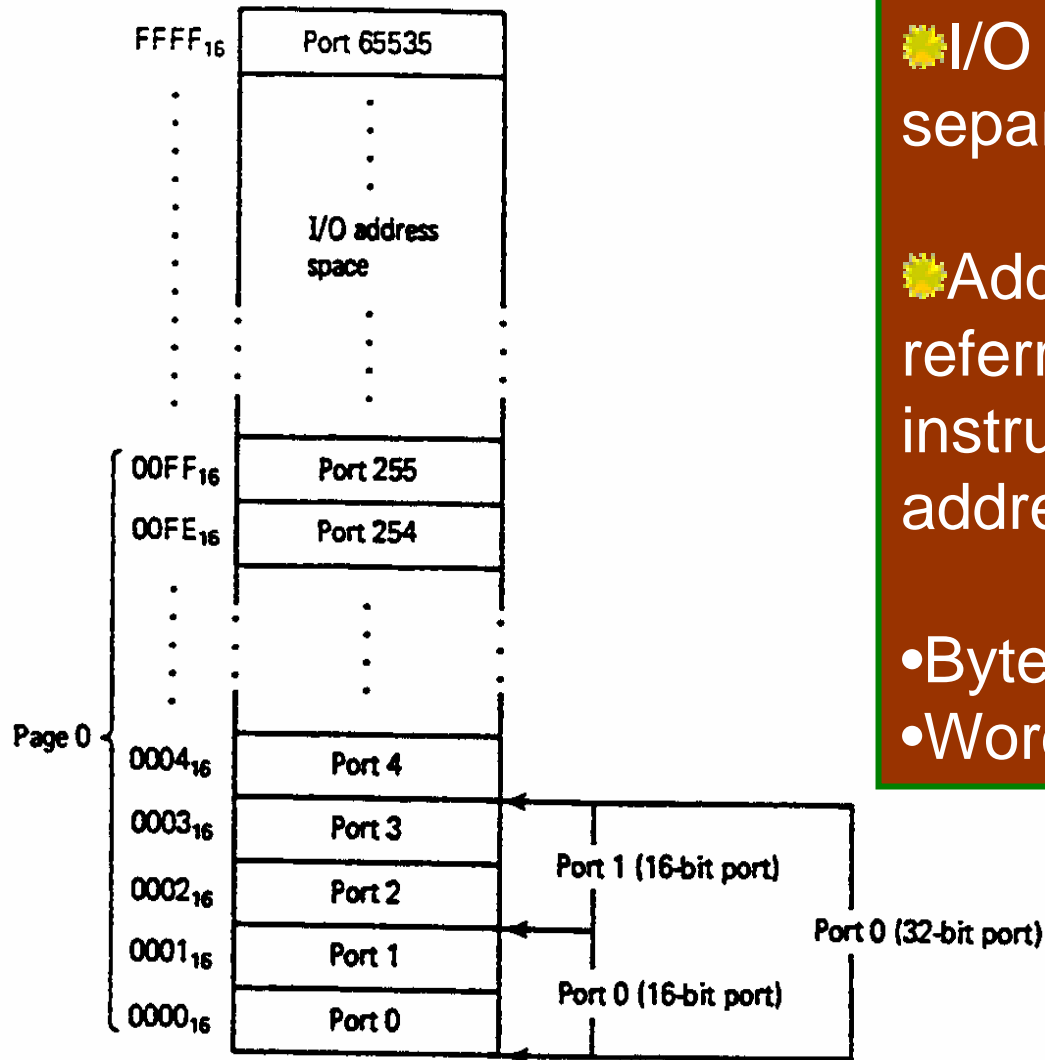 FFFF16 Port 65535
I/O address
space
00FF16 Port 255
00FE16 Port 254
Page 0
000416 Port 4
000316 Port 3
000216 Port 2
000116 Port 1
000016 Port 0
Port 1 (16-bit port)
Port 0 (16-bit port)
Port 0 (32-bit port)
I/O
separ
Add
referr
instru
addre
•Byte
•Word